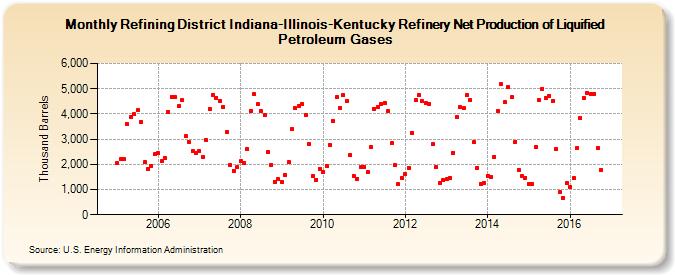 Monthly Refining District Indiana-Illinois-Kentucky Refinery Net Production of Liquified
Petroleum Gases
Thousand Barrels
6,000
5,000
4,000
3,000
2,000
1,000
0
2006 2008 2010 2012 2014 2016
Source: U.S. Energy Information Administration